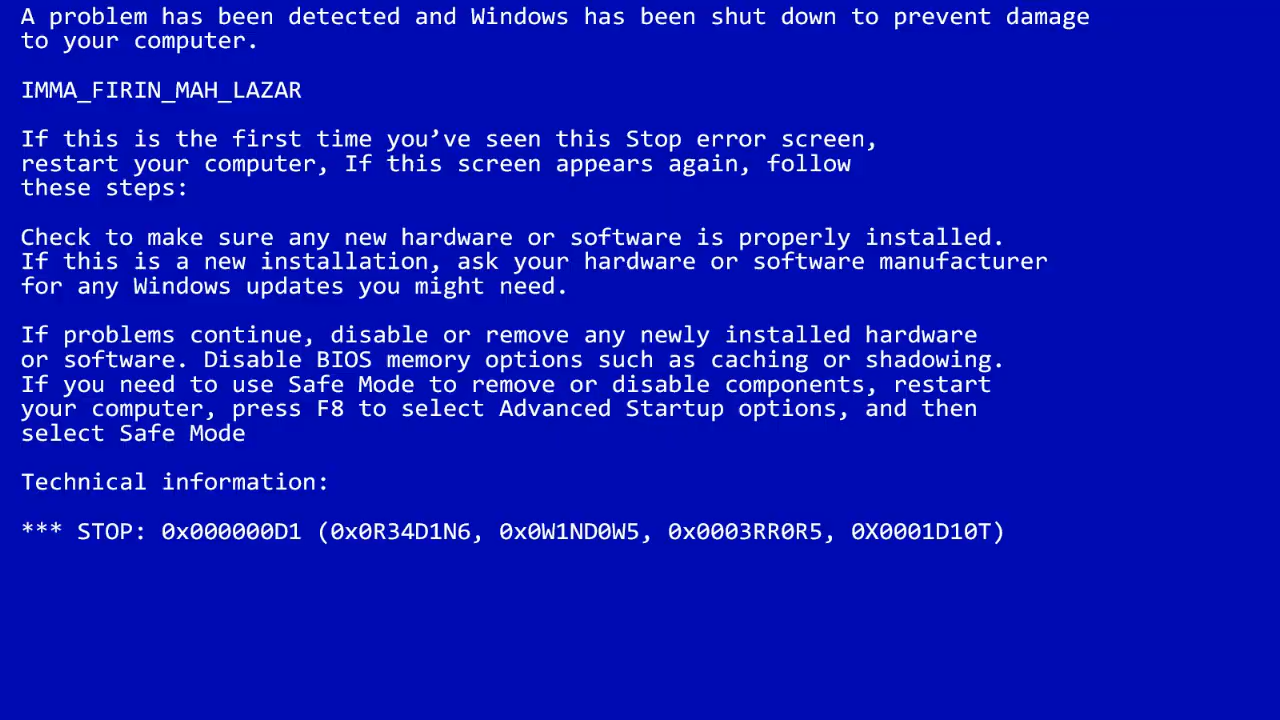 A problem has been detected and Windows has been shut down to prevent damage
to your computer.
IMMA_FIRIN_MAH_LAZAR
If this is the first time you’ve seen this Stop error screen,
restart your computer, If this screen appears again, follow
these steps:
Check to make sure any new hardware or software is properly installed.
If this is a new installation, ask your hardware or software manufacturer
for any Windows updates you might need.
If problems continue, disable or remove any newly installed hardware
or software. Disable BIOS memory options such as caching or shadowing.
If you need to use Safe Mode to remove or disable components, restart
your computer, press F8 to select Advanced Startup options, and then
select Safe Mode
Technical information:
*** STOP: 0x000000D1 (0x0R34D1N6, 0x0W1ND0W5, 0x0003RR0R5, 0X0001D10T)